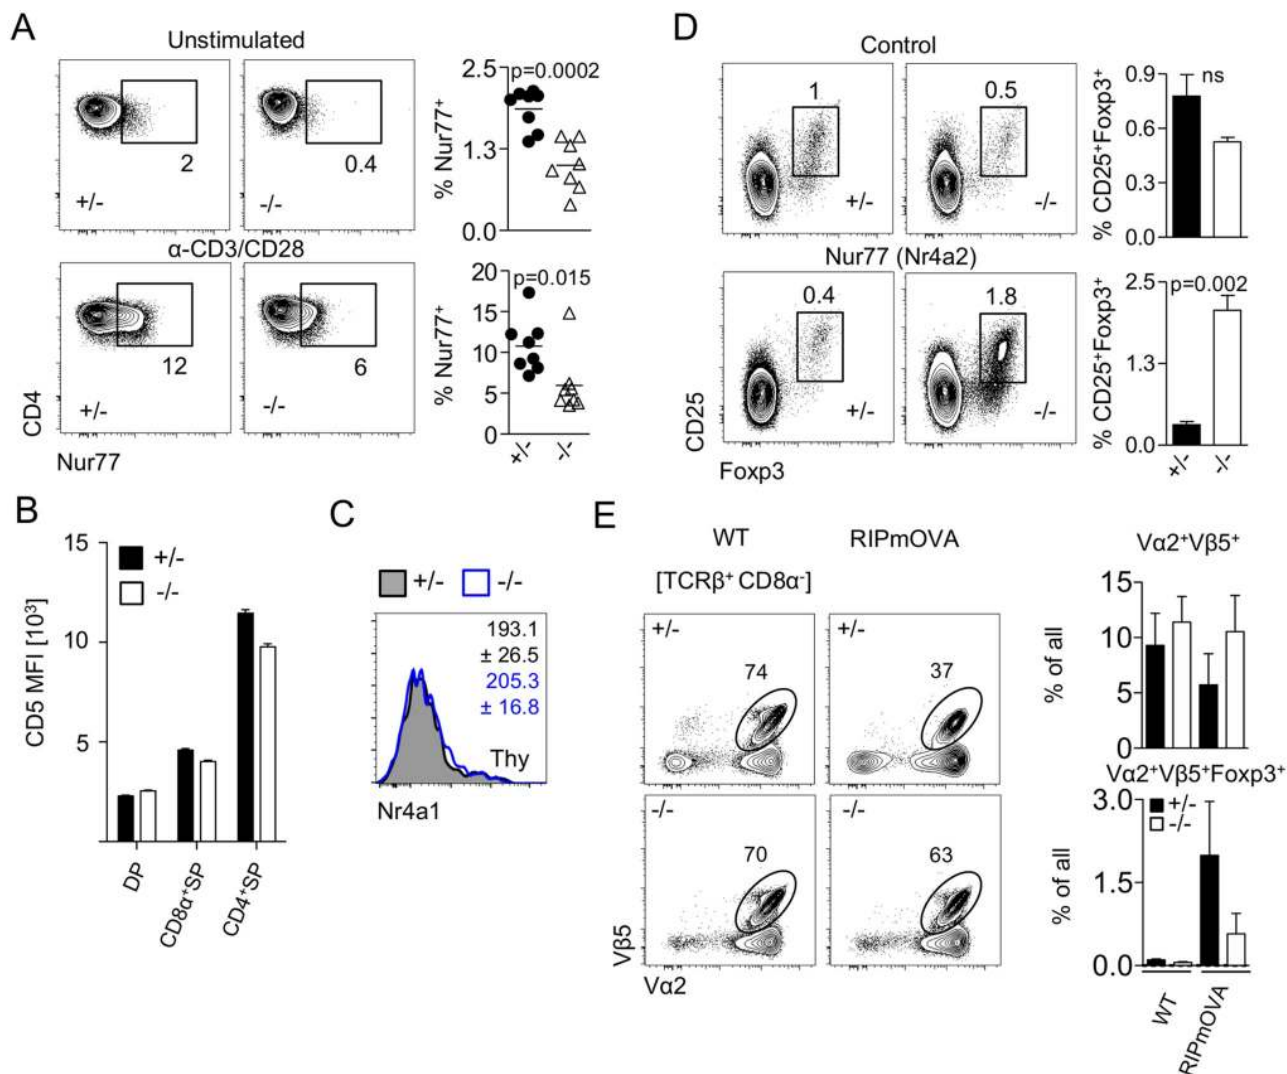 A
Unstimulated
2
+/-
0.4
-/-
α-CD3/CD28
12
+/-
6
-/-
CD4
Nur77
2.5
1.3
0.0
p=0.0002
% Nur77⁺
20
15
10
5
0
p=0.015
% Nur77⁺
+/-
-/-
B
15
10
5
CD5 MFI [10³]
+/-
-/-
DP
CD8α⁺SP
CD4⁺SP
C
+/-
-/-
193.1
± 26.5
205.3
± 16.8
Thy
Nr4a1
D
Control
1
+/-
0.5
-/-
Nur77 (Nr4a2)
0.4
+/-
1.8
-/-
CD25
Foxp3
0.9
0.6
0.3
0.0
ns
% CD25⁺Foxp3⁺
2.5
1.3
0.0
p=0.002
% CD25⁺Foxp3⁺
+/-
-/-
E
WT
RIPmOVA
[TCRβ⁺ CD8α⁻]
+/-
74
+/-
37
-/-
70
-/-
63
Vβ5
Vα2
Vα2⁺Vβ5⁺
15
10
5
0
% of all
Vα2⁺Vβ5⁺Foxp3⁺
3.0
1.5
0.0
% of all
+/-
-/-
WT
RIPmOVA